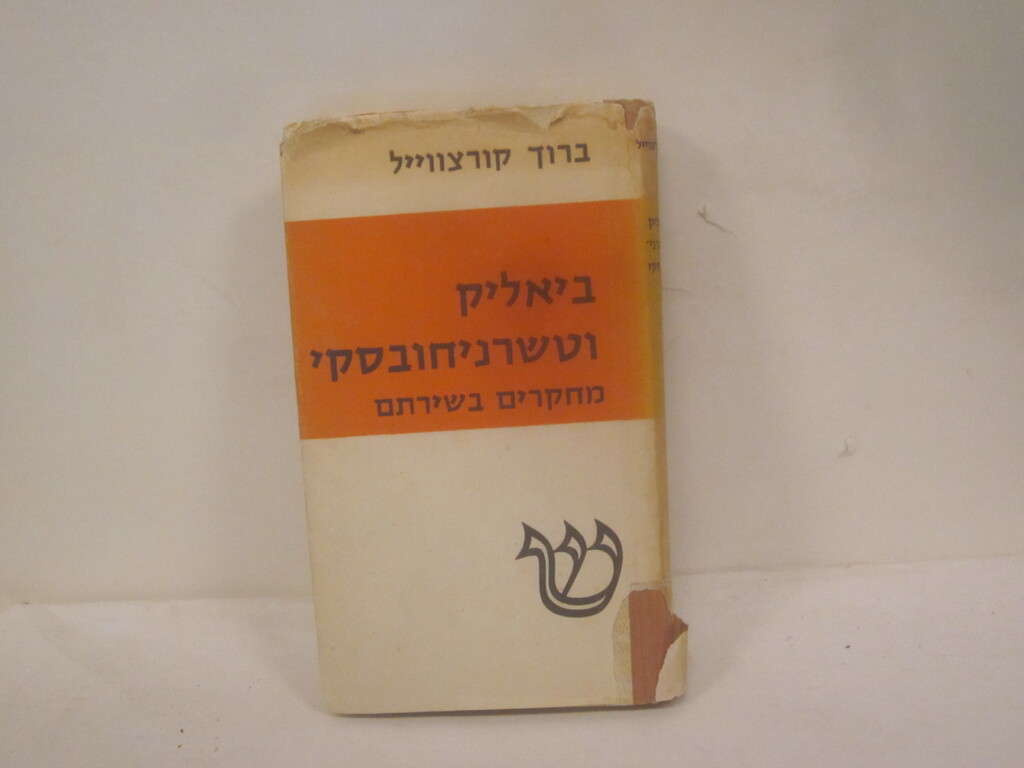 ברוך קורצווייל
ביאליק
וטשרניחובסקי
מחקרים בשירתם